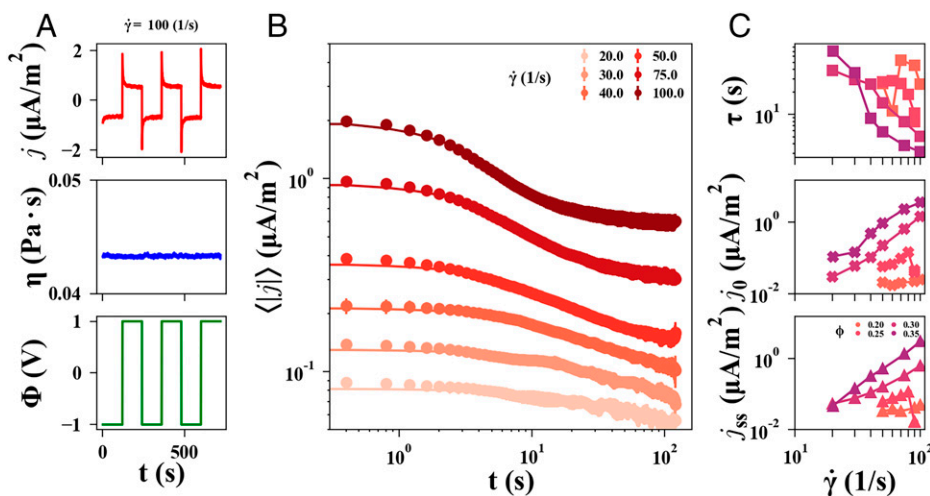 A
γ̇ = 100 (1/s)
j (μA/m²)
2
0
−2
η (Pa · s)
0.05
0.04
Φ (V)
1
0
−1
0
500
t (s)
B
⟨|j|⟩ (μA/m²)
10⁰
10⁻¹
γ̇ (1/s)
20.0
30.0
40.0
50.0
75.0
100.0
10⁰
10¹
10²
t (s)
C
τ (s)
10¹
j₀ (μA/m²)
10⁰
10⁻²
jss (μA/m²)
10⁰
10⁻²
ϕ
0.20
0.25
0.30
0.35
10¹
10²
γ̇ (1/s)